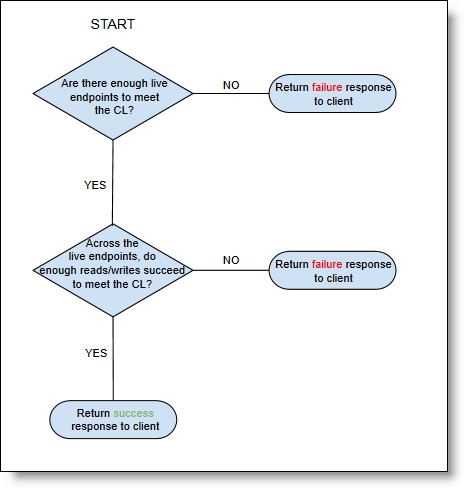 START
Are there enough live
endpoints to meet
the CL?
NO
Return failure response
to client
YES
Across the
live endpoints, do
enough reads/writes succeed
to meet the CL?
NO
Return failure response
to client
YES
Return success
response to client